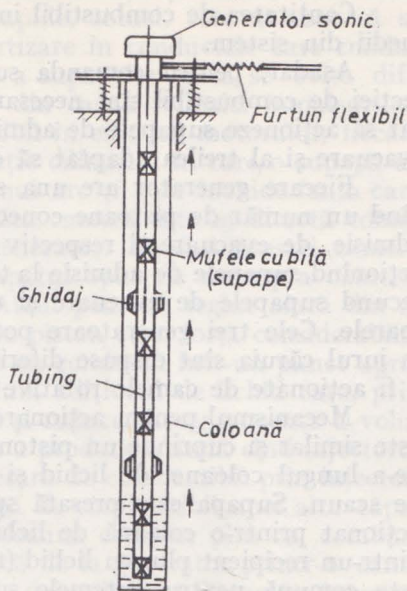 Generator sonic
Furtun flexibil
Mufele cu bilă
(supape)
Ghidaj
Tubing
Coloană